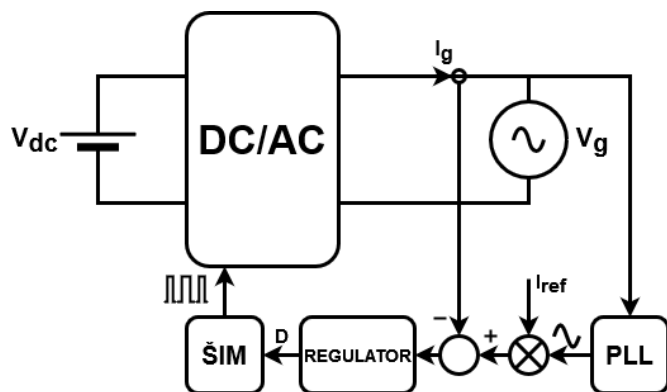 I_g
V_dc
DC/AC
V_g
I_ref
−
+
D
ŠIM
REGULATOR
PLL